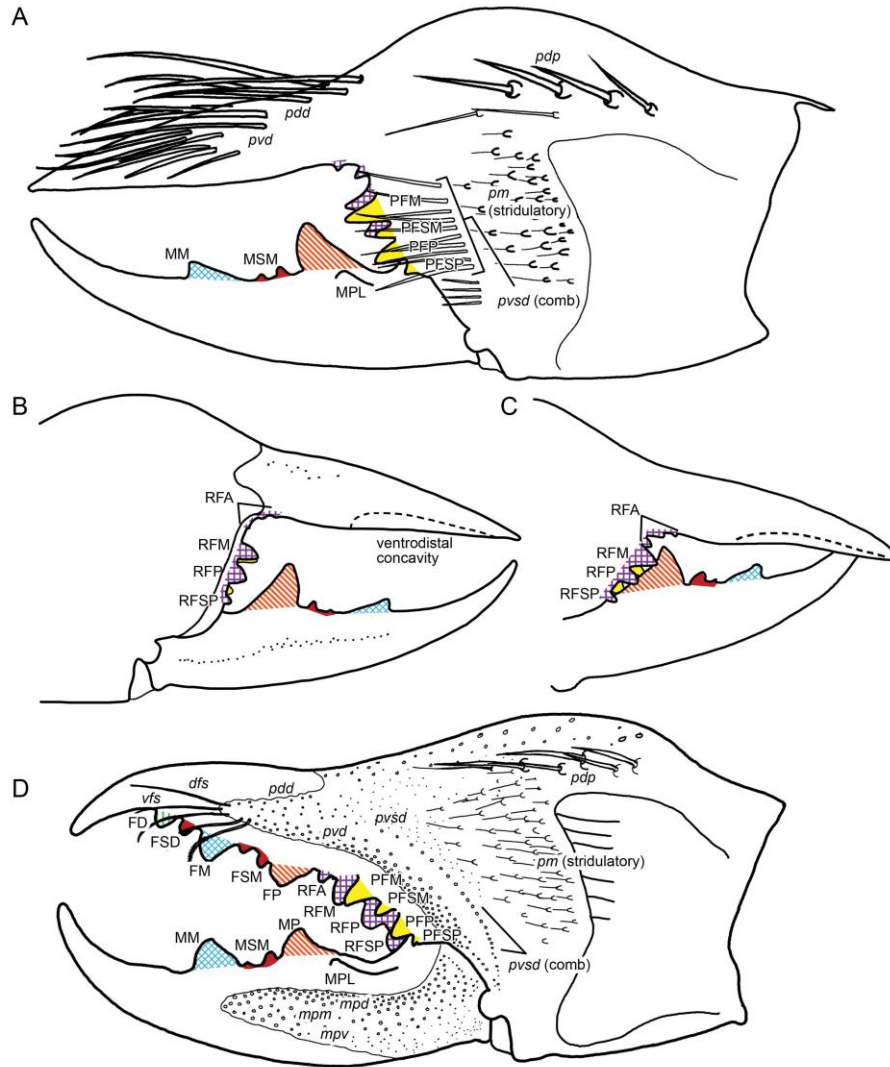 A
pdp
pdd
pvd
PFM
pm
(stridulatory)
PFSM
PFP
PFSP
MM
MSM
MPL
pvsd (comb)
B
C
RFA
RFM
RFP
RFSP
ventrodistal
concavity
RFA
RFM
RFP
RFSP
D
dfs
pdd
pdp
vfs
pvsd
FD
pvd
FSD
FM
pm (stridulatory)
FSM
PFM
FP
RFA
PFSM
RFM
PFP
RFP
PFSP
MM
MSM
MP
RFSP
MPL
pvsd (comb)
mpd
mpm
mpv